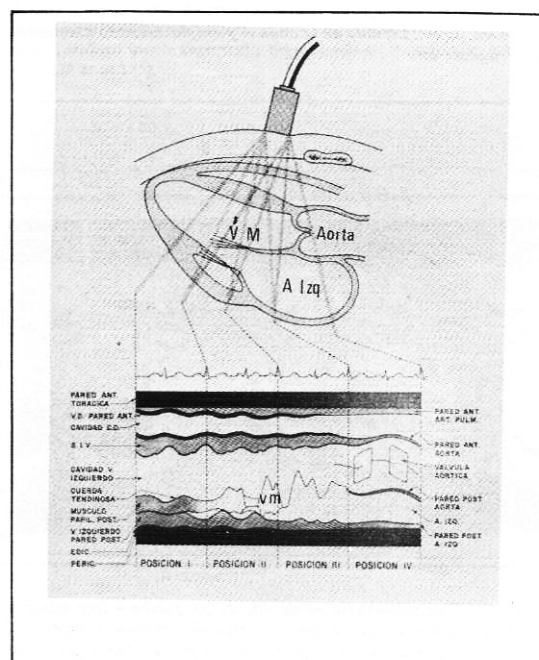 V M
Aorta
A Izq
PARED ANT.
TORACICA
V.D. PARED ANT.
CAVIDAD
S.I.V.
CAVIDAD V.
IZQUIERDO
CUERDA
TENDINOSA
MUSCULO
PAPIL. POST.
V IZQUIERDO
PARED POST.
PERIC.
vm
POSICION I
POSICION II
POSICION III
POSICION IV
PARED ANT
ANT. PULM.
PARED ANT.
AORTA
VALVULA
AORTICA
PARED POST
AORTA
A. IZQ.
PARED POST
A. IZQ